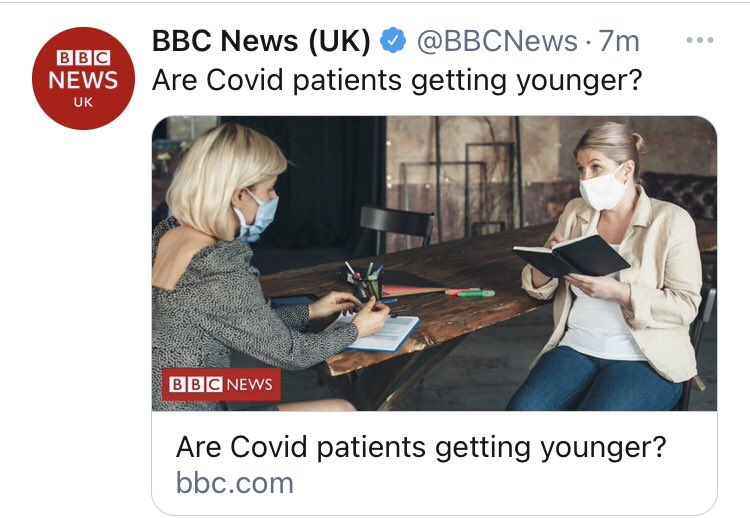 BBC
NEWS
UK
BBC News (UK) @BBCNews · 7m
Are Covid patients getting younger?
BBC NEWS
Are Covid patients getting younger?
bbc.com